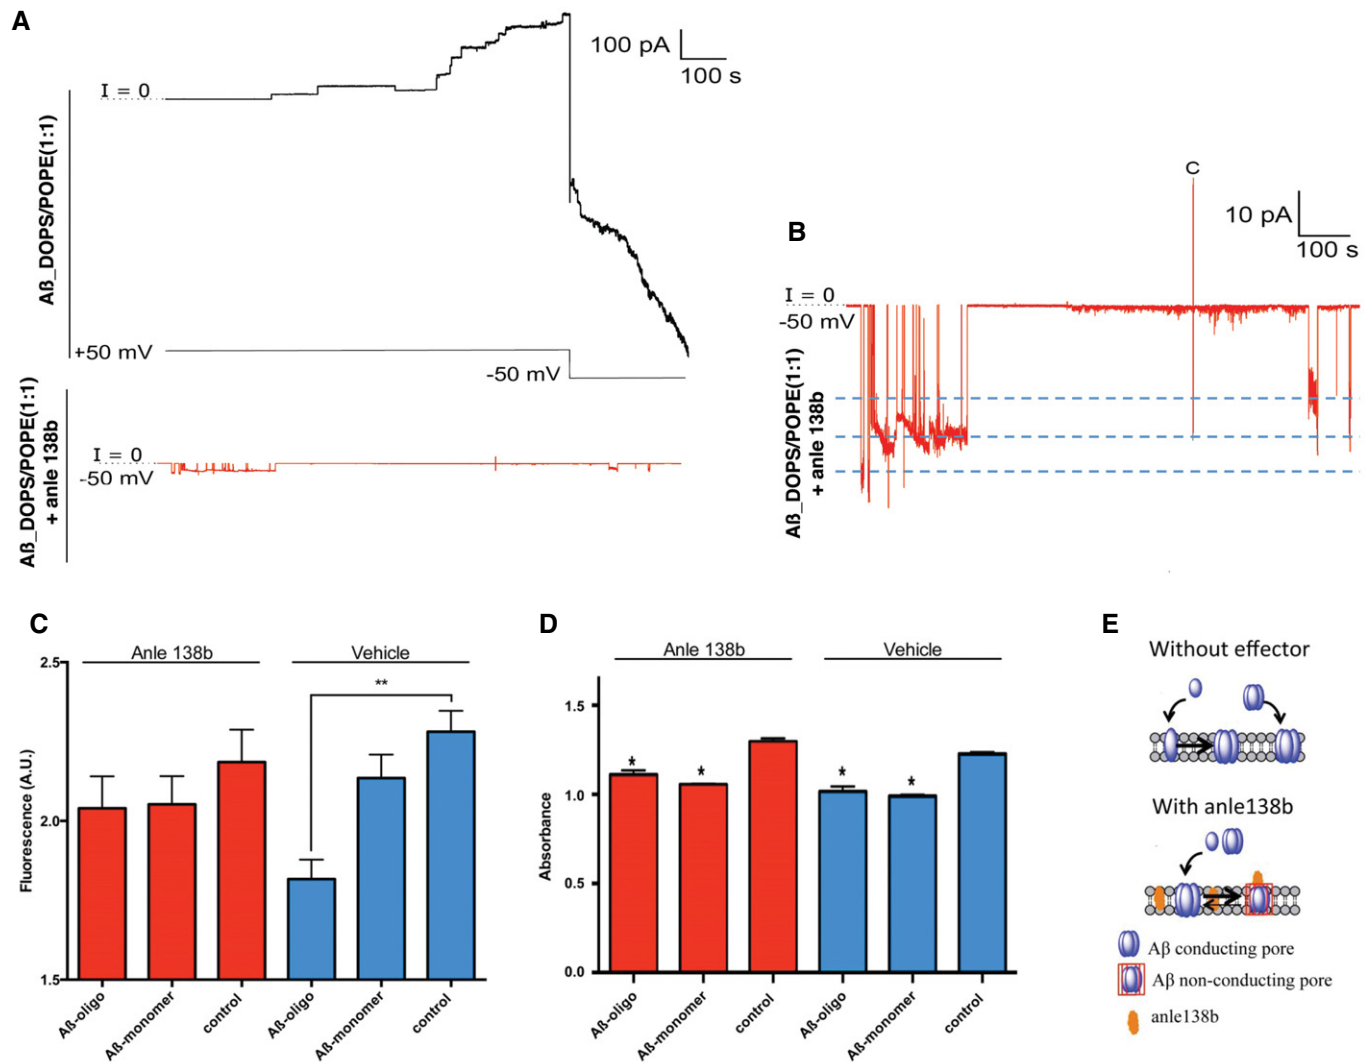 A
I = 0
100 pA
100 s
Aß_DOPS/POPE(1:1)
+50 mV
-50 mV
I = 0
-50 mV
Aß_DOPS/POPE(1:1)
+ anle 138b
B
C
10 pA
100 s
I = 0
-50 mV
Aß_DOPS/POPE(1:1)
+ anle 138b
C
Anle 138b
Vehicle
2.5
2.0
1.5
Fluorescence (A.U.)
**
Aß-oligo
Aß-monomer
control
Aß-oligo
Aß-monomer
control
D
Anle 138b
Vehicle
1.5
1.0
0.5
0.0
Absorbance
*
*
*
*
Aß-oligo
Aß-monomer
control
Aß-oligo
Aß-monomer
control
E
Without effector
With anle138b
Aβ conducting pore
Aβ non-conducting pore
anle138b